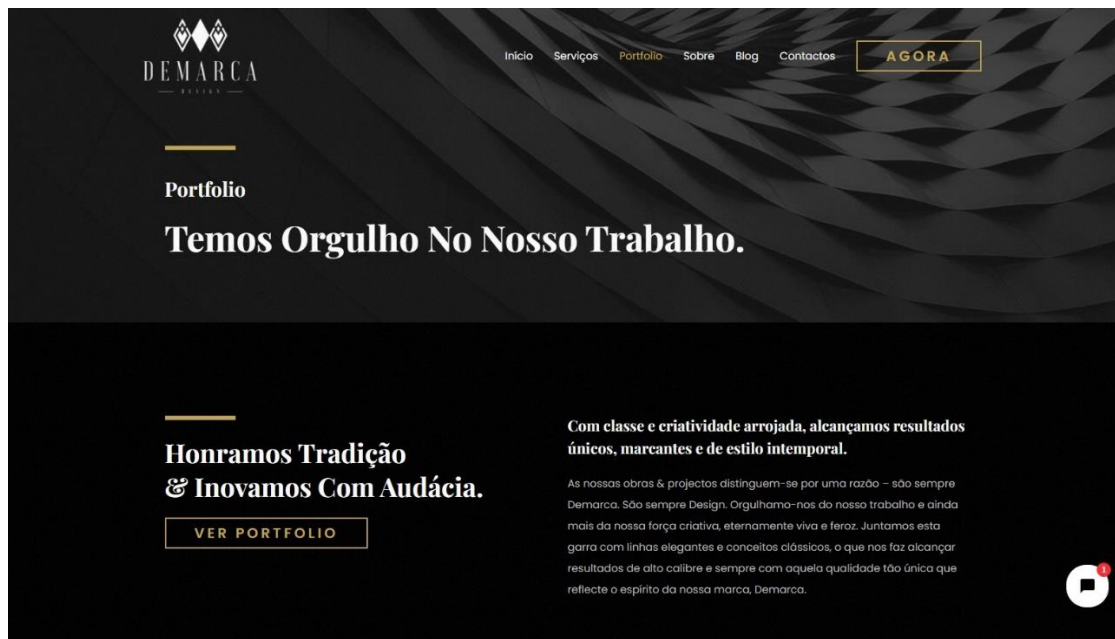 DEMARCA
DESIGN
Início Serviços Portfolio Sobre Blog Contactos AGORA
Portfolio
Temos Orgulho No Nosso Trabalho.
Honramos Tradição
& Inovamos Com Audácia.
VER PORTFOLIO
Com classe e criatividade arrojada, alcançamos resultados
únicos, marcantes e de estilo intemporal.
As nossas obras & projectos distinguem-se por uma razão – são sempre
Demarca. São sempre Design. Orgulhamo-nos do nosso trabalho e ainda
mais da nossa força criativa, eternamente viva e feroz. Juntamos esta
garra com linhas elegantes e conceitos clássicos, o que nos faz alcançar
resultados de alto calibre e sempre com aquela qualidade tão única que
reflecte o espírito da nossa marca, Demarca.
1